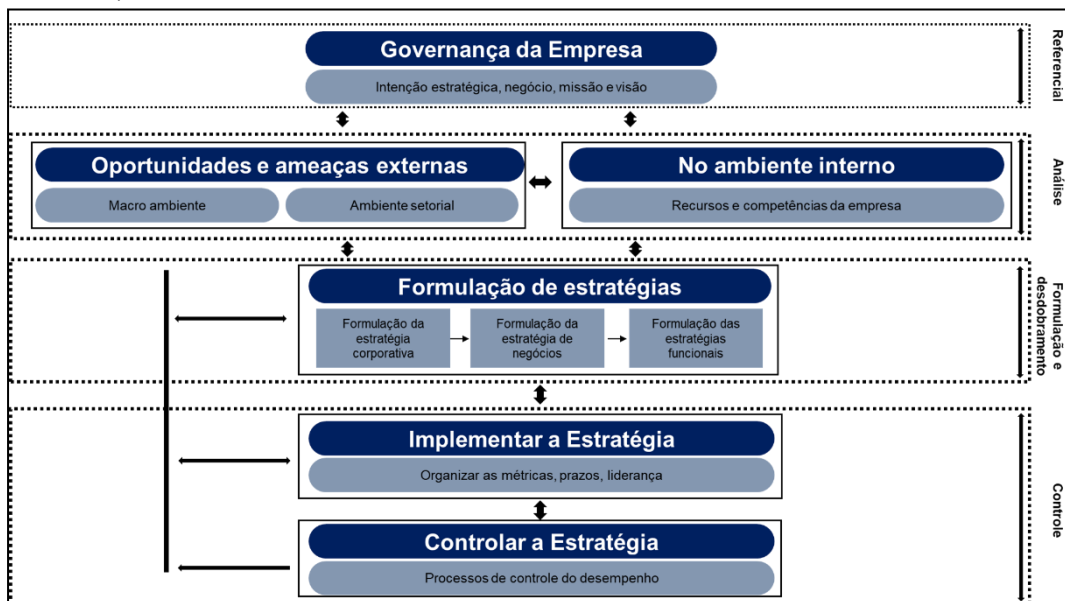 Governança da Empresa
Intenção estratégica, negócio, missão e visão
Referencial
Oportunidades e ameaças externas
Macro ambiente
Ambiente setorial
No ambiente interno
Recursos e competências da empresa
Análise
Formulação de estratégias
Formulação da
estratégia
corporativa
Formulação da
estratégia de
negócios
Formulação das
estratégias
funcionais
Formulação e
desdobramento
Implementar a Estratégia
Organizar as métricas, prazos, liderança
Controlar a Estratégia
Processos de controle do desempenho
Controle